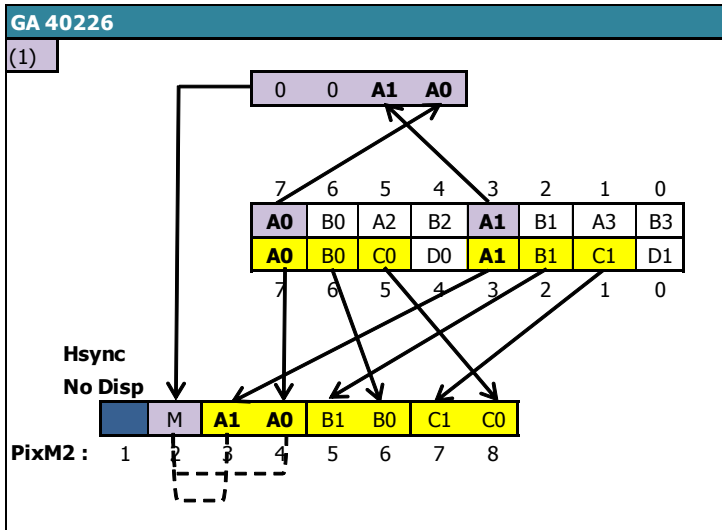 GA 40226
(1)
0 0 A1 A0
7 6 5 4 3 2 1 0
A0 B0 A2 B2 A1 B1 A3 B3
A0 B0 C0 D0 A1 B1 C1 D1
7 6 5 4 3 2 1 0
Hsync
No Disp
M A1 A0 B1 B0 C1 C0
PixM2 : 1 2 3 4 5 6 7 8